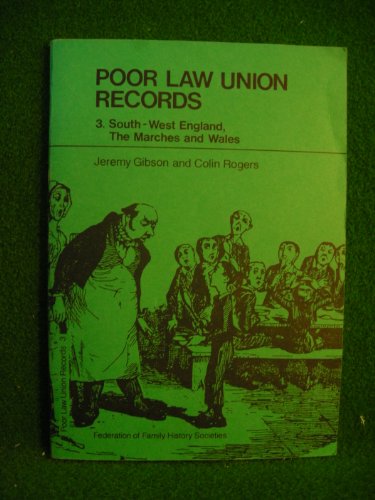 POOR LAW UNION
RECORDS
3. South-West England,
The Marches and Wales
Jeremy Gibson and Colin Rogers
Poor Law Union Records 3
Federation of Family History Societies